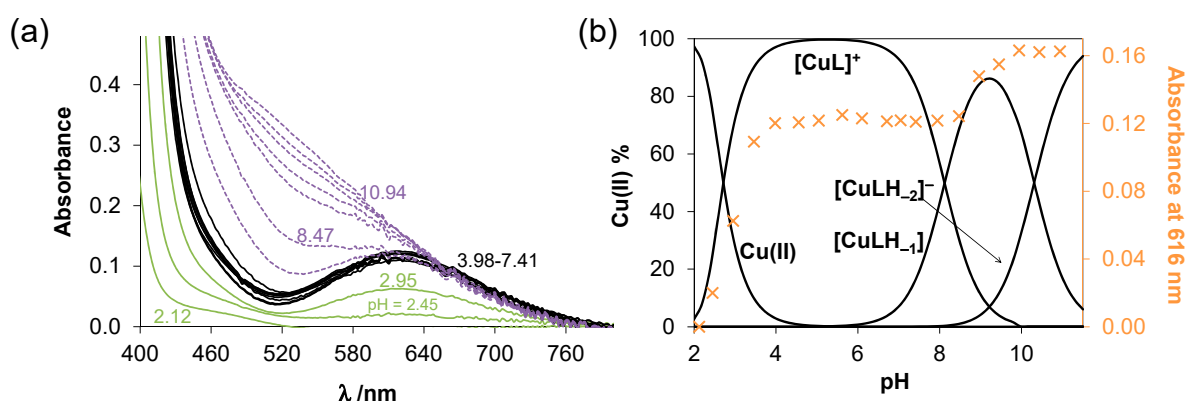 (a)
0.4
0.3
0.2
0.1
0.0
Absorbance
10.94
8.47
3.98-7.41
2.95
pH = 2.45
2.12
400 460 520 580 640 700 760
λ /nm
(b)
100
80
60
40
20
0
Cu(II) %
[CuL]⁺
[CuLH₋₂]⁻
[CuLH₋₁]
Cu(II)
2 4 6 8 10
pH
0.16
0.12
0.08
0.04
0.00
Absorbance at 616 nm